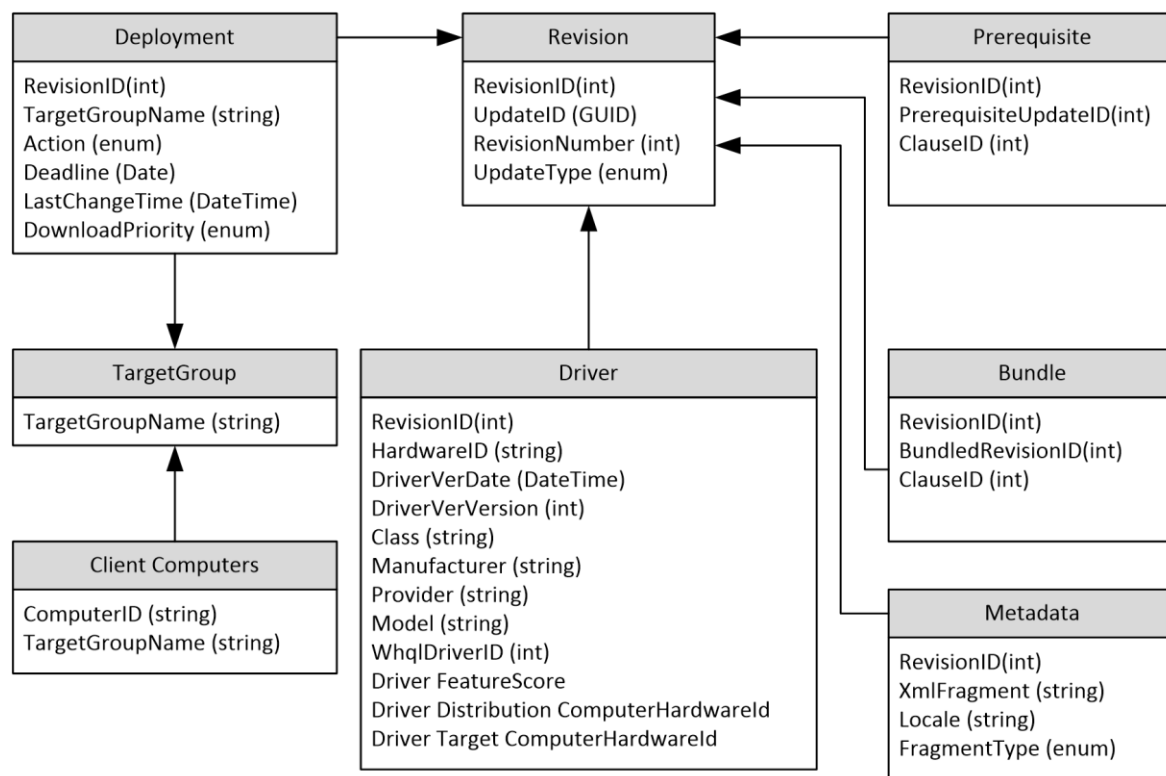 Deployment
RevisionID(int)
TargetGroupName (string)
Action (enum)
Deadline (Date)
LastChangeTime (DateTime)
DownloadPriority (enum)
Revision
RevisionID(int)
UpdateID (GUID)
RevisionNumber (int)
UpdateType (enum)
Prerequisite
RevisionID(int)
PrerequisiteUpdateID(int)
ClauseID (int)
TargetGroup
TargetGroupName (string)
Driver
RevisionID(int)
HardwareID (string)
DriverVerDate (DateTime)
DriverVerVersion (int)
Class (string)
Manufacturer (string)
Provider (string)
Model (string)
WhqlDriverID (int)
Driver FeatureScore
Driver Distribution ComputerHardwareId
Driver Target ComputerHardwareId
Bundle
RevisionID(int)
BundledRevisionID(int)
ClauseID (int)
Client Computers
ComputerID (string)
TargetGroupName (string)
Metadata
RevisionID(int)
XmlFragment (string)
Locale (string)
FragmentType (enum)